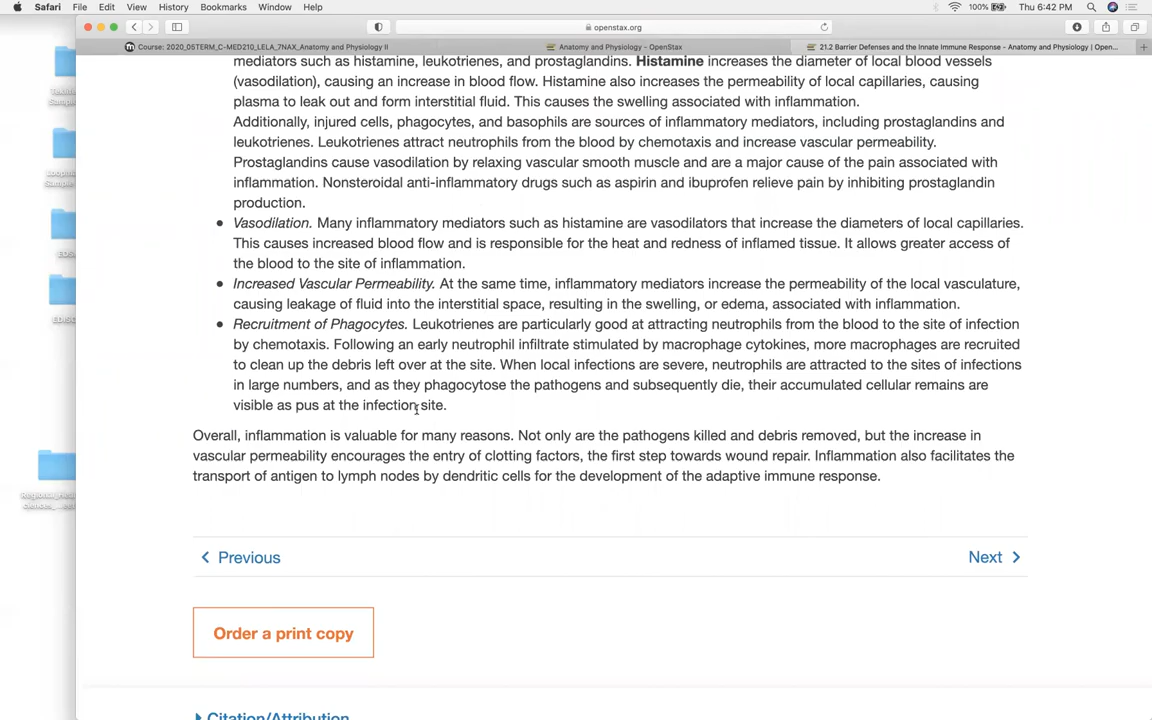 Safari File Edit View History Bookmarks Window Help 100% Thu 6:42 PM
openstax.org
Course: 2020_05TERM_C-MED210_LELA_7NAX_Anatomy and Physiology II Anatomy and Physiology - OpenStax 21.2 Barrier Defenses and the Innate Immune Response - Anatomy and Physiology | Open...
mediators such as histamine, leukotrienes, and prostaglandins. Histamine increases the diameter of local blood vessels
(vasodilation), causing an increase in blood flow. Histamine also increases the permeability of local capillaries, causing
plasma to leak out and form interstitial fluid. This causes the swelling associated with inflammation.
Additionally, injured cells, phagocytes, and basophils are sources of inflammatory mediators, including prostaglandins and
leukotrienes. Leukotrienes attract neutrophils from the blood by chemotaxis and increase vascular permeability.
Prostaglandins cause vasodilation by relaxing vascular smooth muscle and are a major cause of the pain associated with
inflammation. Nonsteroidal anti-inflammatory drugs such as aspirin and ibuprofen relieve pain by inhibiting prostaglandin
production.
• Vasodilation. Many inflammatory mediators such as histamine are vasodilators that increase the diameters of local capillaries.
This causes increased blood flow and is responsible for the heat and redness of inflamed tissue. It allows greater access of
the blood to the site of inflammation.
• Increased Vascular Permeability. At the same time, inflammatory mediators increase the permeability of the local vasculature,
causing leakage of fluid into the interstitial space, resulting in the swelling, or edema, associated with inflammation.
• Recruitment of Phagocytes. Leukotrienes are particularly good at attracting neutrophils from the blood to the site of infection
by chemotaxis. Following an early neutrophil infiltrate stimulated by macrophage cytokines, more macrophages are recruited
to clean up the debris left over at the site. When local infections are severe, neutrophils are attracted to the sites of infections
in large numbers, and as they phagocytose the pathogens and subsequently die, their accumulated cellular remains are
visible as pus at the infection site.
Overall, inflammation is valuable for many reasons. Not only are the pathogens killed and debris removed, but the increase in
vascular permeability encourages the entry of clotting factors, the first step towards wound repair. Inflammation also facilitates the
transport of antigen to lymph nodes by dendritic cells for the development of the adaptive immune response.
Previous Next
Order a print copy
Citation/Attribution
Sample
Sample